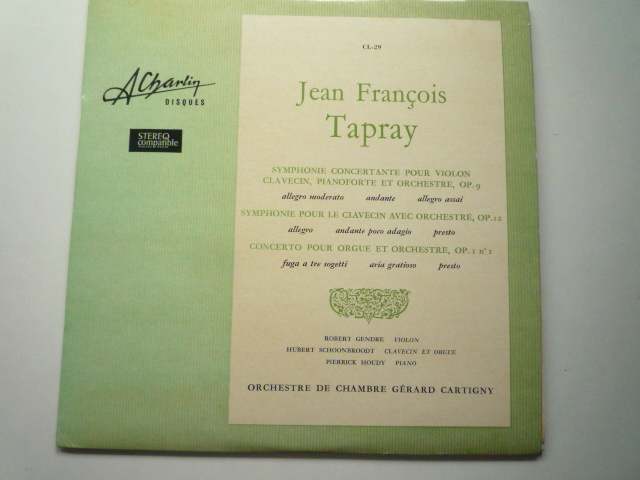 CL-29
ACharlin
DISQUES
STEREO
compatible
Jean François
Tapray
SYMPHONIE CONCERTANTE POUR VIOLON
CLAVECIN, PIANOFORTE ET ORCHESTRE, OP.9
allegro moderato andante allegro assai
SYMPHONIE POUR LE CLAVECIN AVEC ORCHESTRE, OP.12
allegro andante poco adagio presto
CONCERTO POUR ORGUE ET ORCHESTRE, OP.1 n° 1
fuga a tre sogetti aria gratioso presto
ROBERT GENDRE VIOLON
HUBERT SCHOONBROODT CLAVECIN ET ORGUE
PIERRICK HOUDY PIANO
ORCHESTRE DE CHAMBRE GÉRARD CARTIGNY